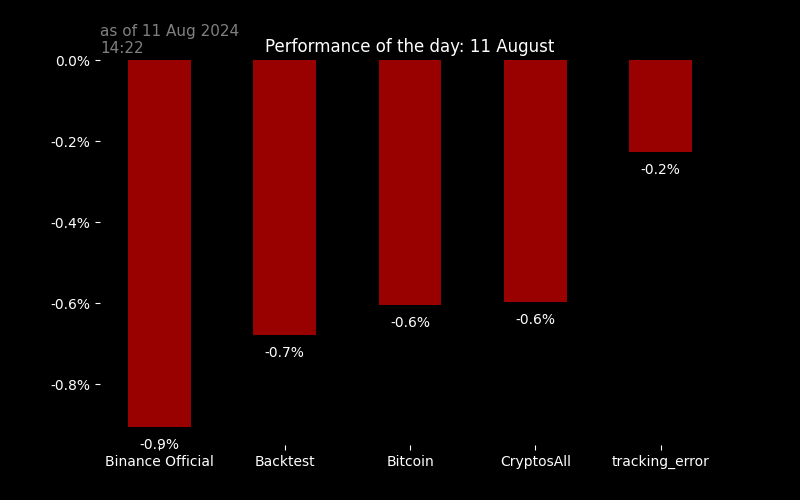 as of 11 Aug 2024
14:22
Performance of the day: 11 August
0.0%
-0.2%
-0.4%
-0.6%
-0.8%
-0.9%
-0.7%
-0.6%
-0.6%
-0.2%
Binance Official
Backtest
Bitcoin
CryptosAll
tracking_error